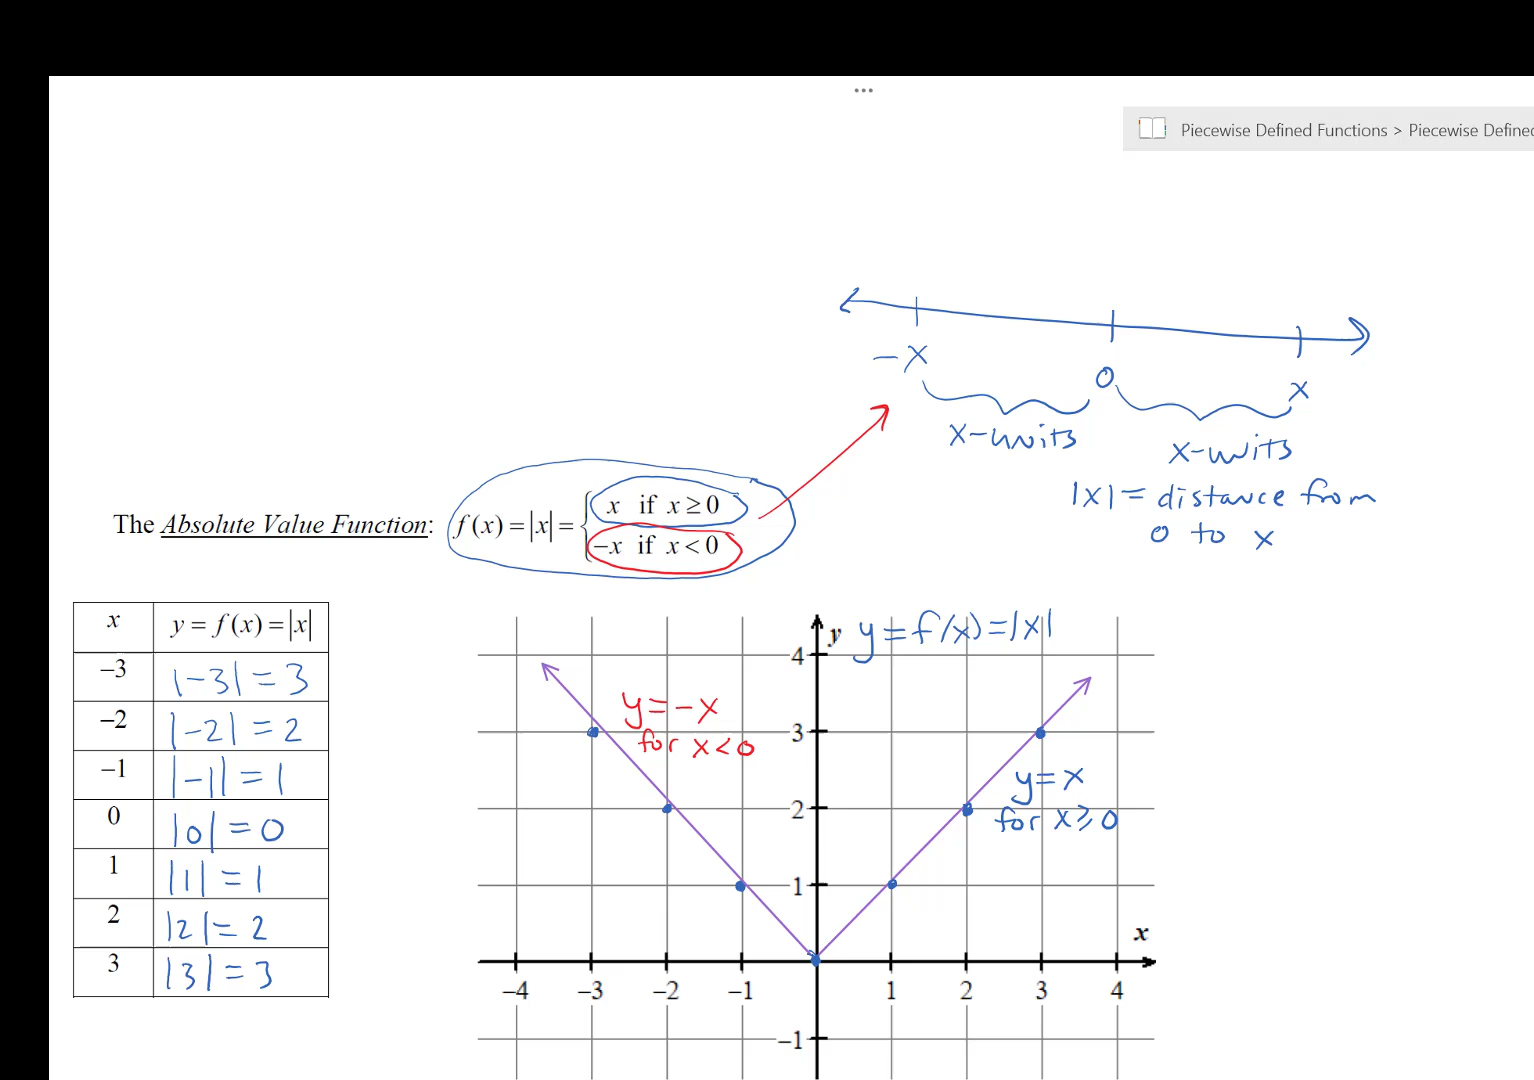 Piecewise Defined Functions > Piecewise Define
-x 0 x
x-units x-units
|x| = distance from
0 to x
The Absolute Value Function: f(x) = |x| = { x if x ≥ 0
-x if x < 0
x y = f(x) = |x|
-3 |-3| = 3
-2 |-2| = 2
-1 |-1| = 1
0 |0| = 0
1 |1| = 1
2 |2| = 2
3 |3| = 3
y y = f(x) = |x|
4
y = -x
for x < 0
3
y = x
for x ≥ 0
2
1
x
-4 -3 -2 -1 1 2 3 4
-1